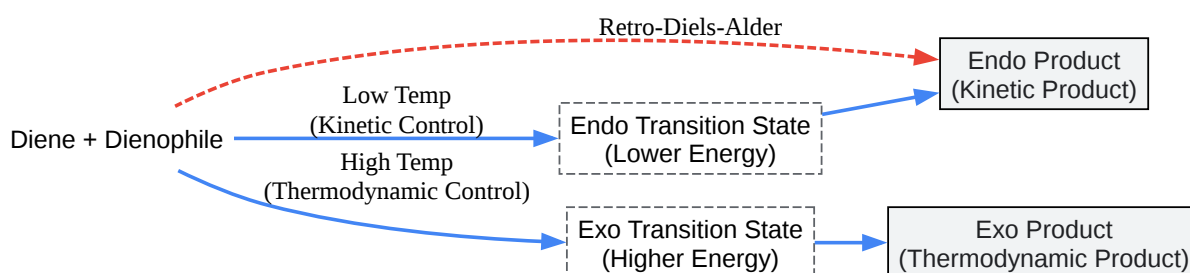 Retro-Diels-Alder
Endo Product
(Kinetic Product)
Low Temp
(Kinetic Control)
Endo Transition State
(Lower Energy)
Diene + Dienophile
High Temp
(Thermodynamic Control)
Exo Transition State
(Higher Energy)
Exo Product
(Thermodynamic Product)